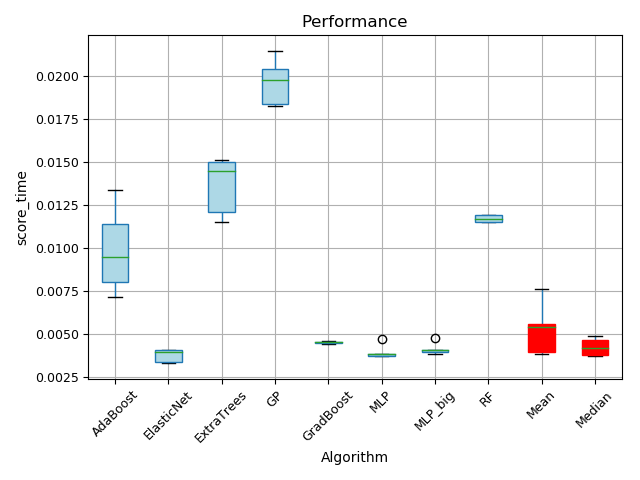 Performance
score_time
0.0200
0.0175
0.0150
0.0125
0.0100
0.0075
0.0050
0.0025
AdaBoost
ElasticNet
ExtraTrees
GP
GradBoost
MLP
MLP_big
RF
Mean
Median
Algorithm